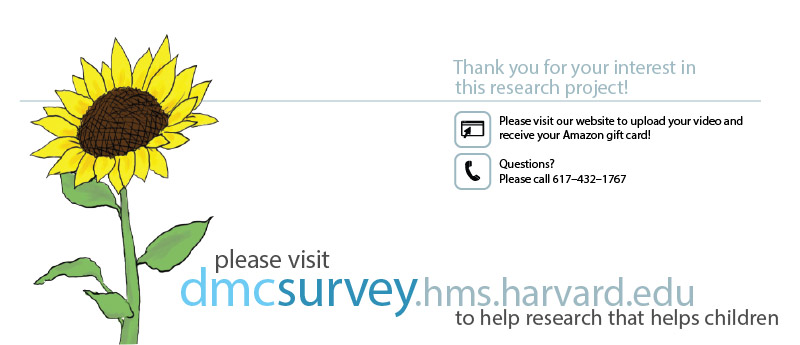 Thank you for your interest in
this research project!
Please visit our website to upload your video and
receive your Amazon gift card!
Questions?
Please call 617–432–1767
please visit
dmcsurvey.hms.harvard.edu
to help research that helps children